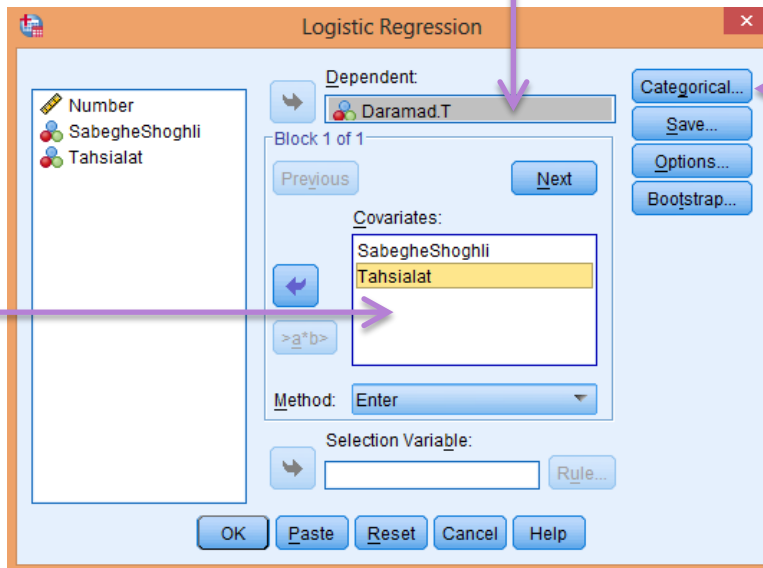 Logistic Regression
Number
SabegheShoghli
Tahsialat
Dependent:
Daramad.T
Block 1 of 1
Previous
Next
Covariates:
SabegheShoghli
Tahsialat
>a*b>
Method:
Enter
Selection Variable:
Rule...
Categorical...
Save...
Options...
Bootstrap...
OK
Paste
Reset
Cancel
Help